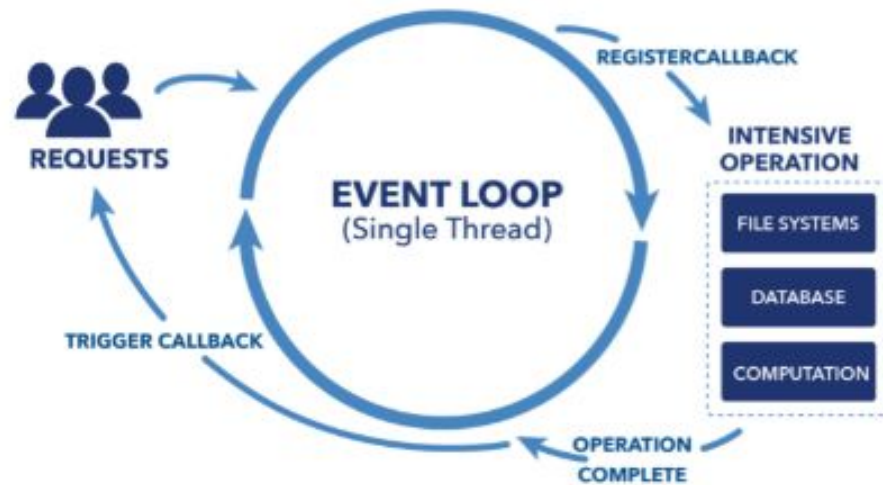 REQUESTS
EVENT LOOP
(Single Thread)
REGISTERCALLBACK
INTENSIVE
OPERATION
FILE SYSTEMS
DATABASE
COMPUTATION
OPERATION
COMPLETE
TRIGGER CALLBACK